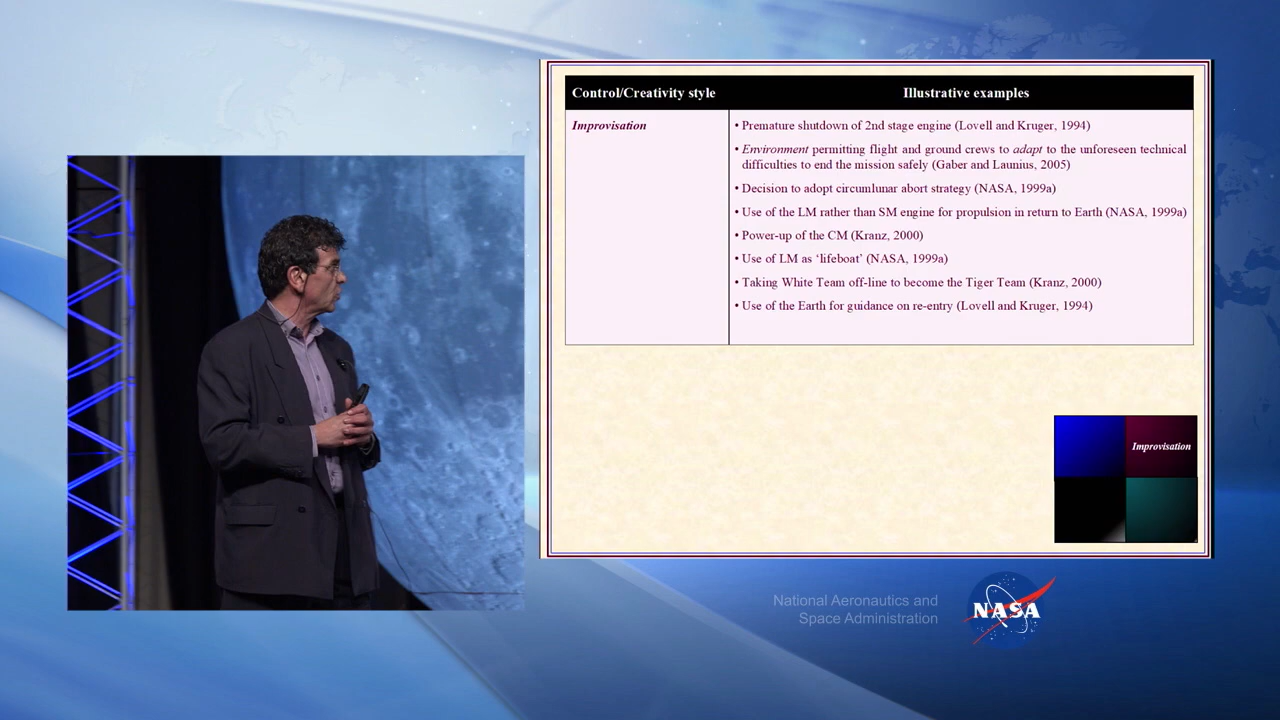 Control/Creativity style
Illustrative examples
Improvisation
• Premature shutdown of 2nd stage engine (Lovell and Kruger, 1994)
• Environment permitting flight and ground crews to adapt to the unforeseen technical
difficulties to end the mission safely (Gaber and Launius, 2005)
• Decision to adopt circumlunar abort strategy (NASA, 1999a)
• Use of the LM rather than SM engine for propulsion in return to Earth (NASA, 1999a)
• Power-up of the CM (Kranz, 2000)
• Use of LM as ‘lifeboat’ (NASA, 1999a)
• Taking White Team off-line to become the Tiger Team (Kranz, 2000)
• Use of the Earth for guidance on re-entry (Lovell and Kruger, 1994)
Improvisation
National Aeronautics and
Space Administration
NASA